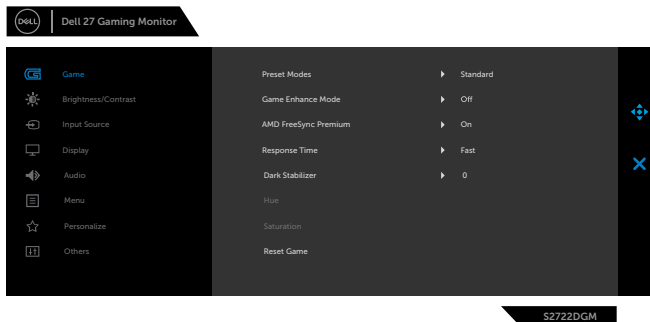 DELL
Dell 27 Gaming Monitor
Game
Preset Modes Standard
Brightness/Contrast
Game Enhance Mode Off
Input Source
AMD FreeSync Premium On
Display
Response Time Fast
Audio
Dark Stabilizer 0
Menu
Hue
Personalize
Saturation
Others
Reset Game
S2722DGM